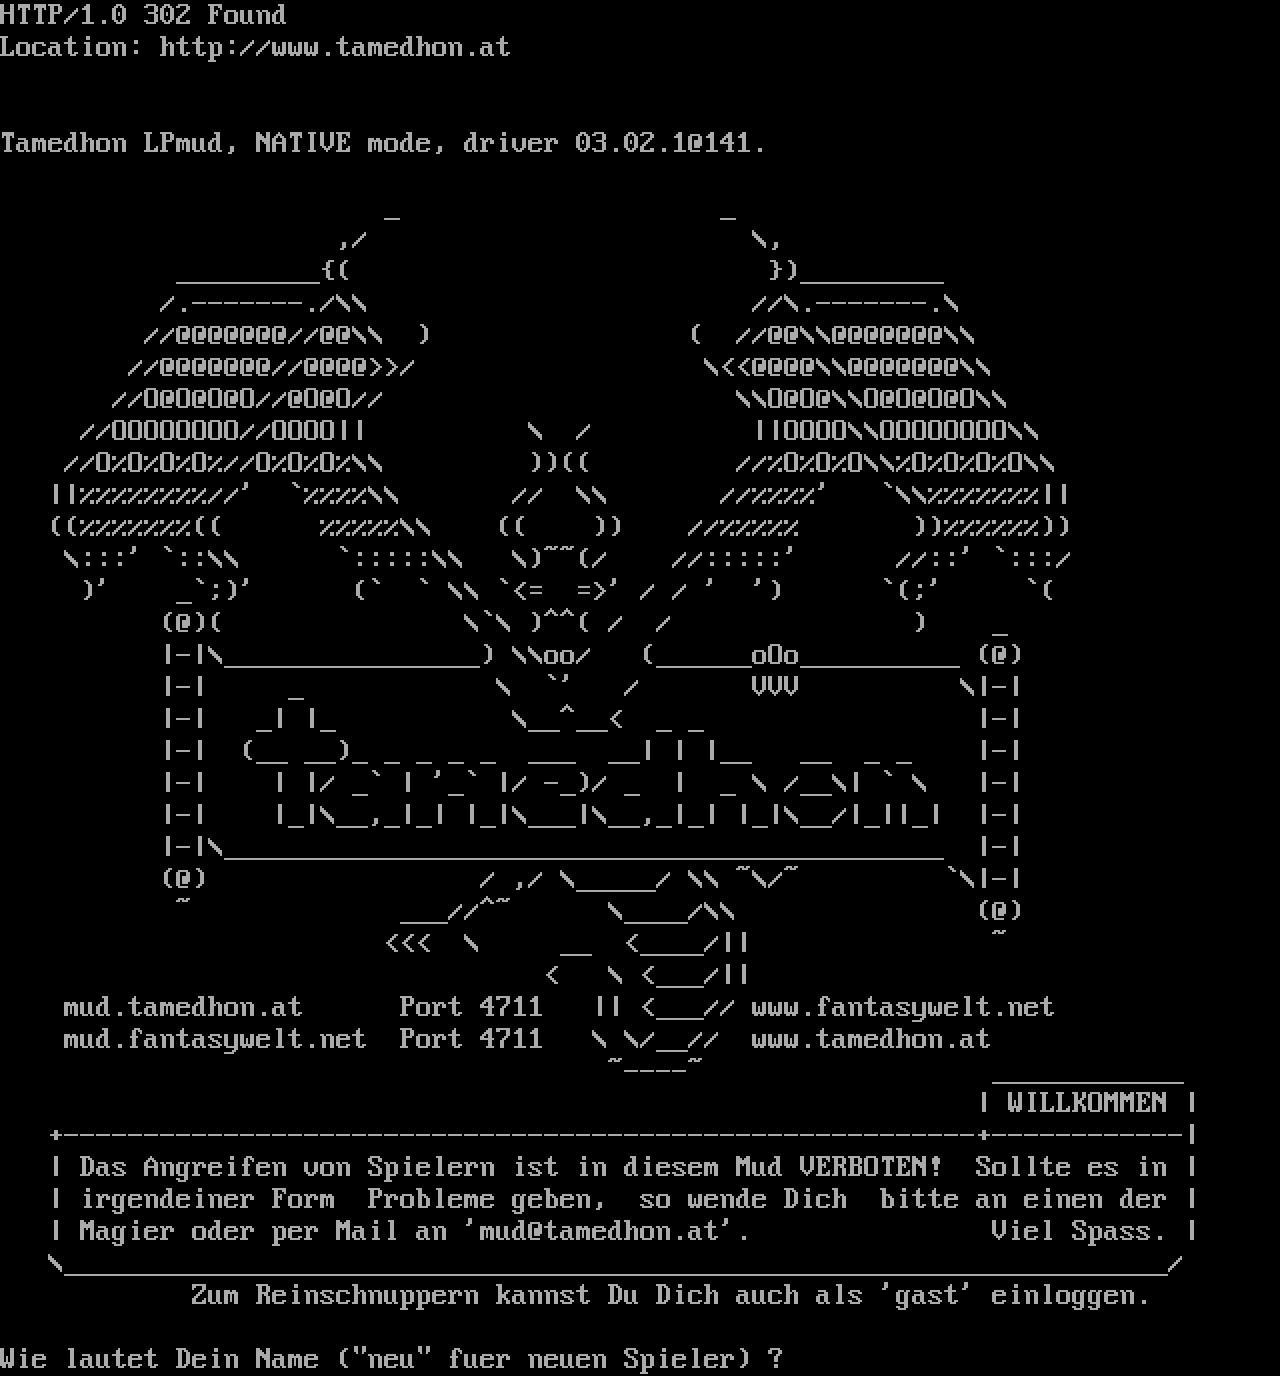 HTTP/1.0 302 Found
Location: http://www.tamedhon.at
Tamedhon LPmud, NATIVE mode, driver 03.02.1@141.
tamedhon
mud.tamedhon.at Port 4711 www.fantasywelt.net
mud.fantasywelt.net Port 4711 www.tamedhon.at
WILLKOMMEN
Das Angreifen von Spielern ist in diesem Mud VERBOTEN! Sollte es in
irgendeiner Form Probleme geben, so wende Dich bitte an einen der
Magier oder per Mail an 'mud@tamedhon.at'. Viel Spass.
Zum Reinschnuppern kannst Du Dich auch als 'gast' einloggen.
Wie lautet Dein Name ("neu" fuer neuen Spieler) ?